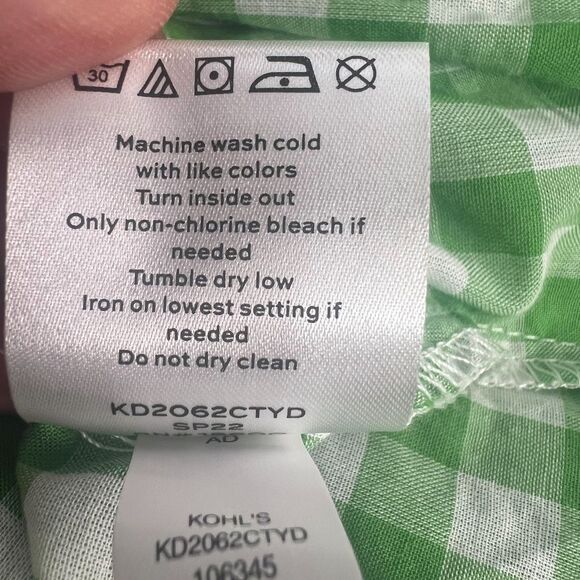 30
Machine wash cold
with like colors
Turn inside out
Only non-chlorine bleach if
needed
Tumble dry low
Iron on lowest setting if
needed
Do not dry clean
KD2062CTYD
SP22
AD
KOHL'S
KD2062CTYD
106345